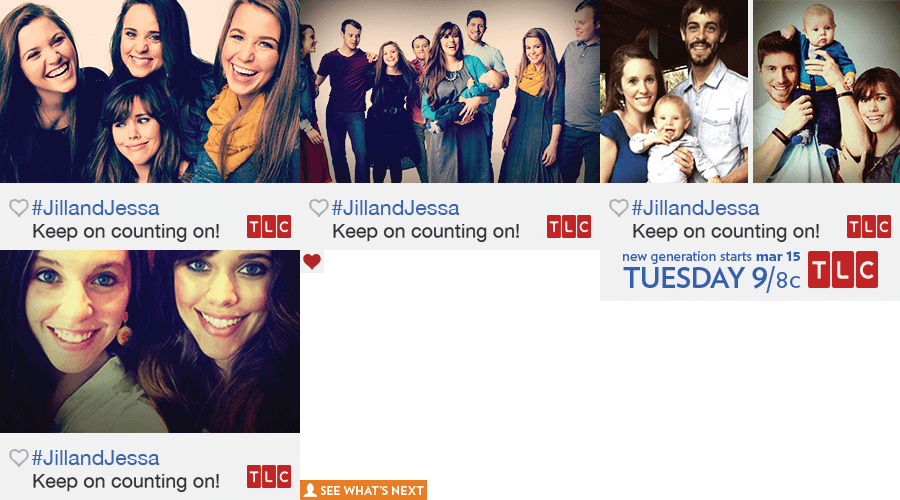 #JillandJessa
Keep on counting on!
TLC
#JillandJessa
Keep on counting on!
TLC
#JillandJessa
Keep on counting on!
TLC
new generation starts mar 15
TUESDAY 9/8c
TLC
#JillandJessa
Keep on counting on!
TLC
SEE WHAT'S NEXT